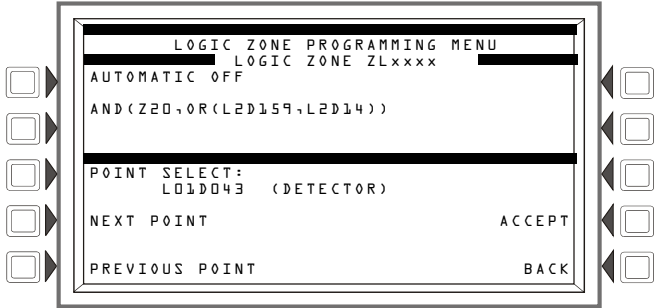 LOGIC ZONE PROGRAMMING MENU
LOGIC ZONE ZLxxxx
AUTOMATIC OFF
AND(Z20,OR(L2D159,L2D14))
POINT SELECT:
L01D043 (DETECTOR)
NEXT POINT ACCEPT
PREVIOUS POINT BACK